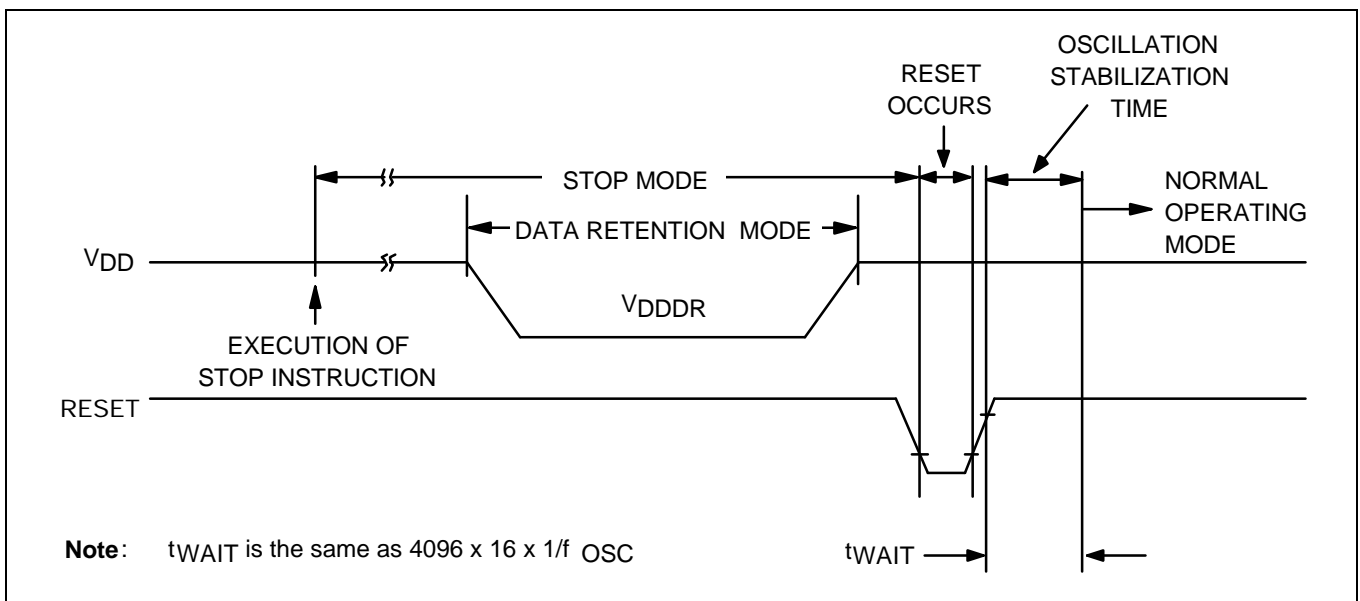 OSCILLATION
STABILIZATION
TIME
RESET
OCCURS
STOP MODE
NORMAL
OPERATING
MODE
DATA RETENTION MODE
VDD
VDDDR
EXECUTION OF
STOP INSTRUCTION
RESET
Note: tWAIT is the same as 4096 x 16 x 1/f OSC
tWAIT